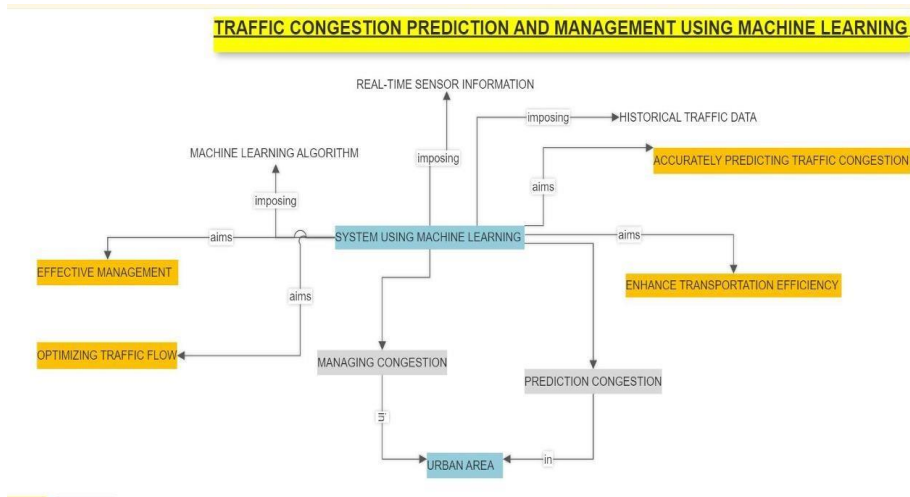 TRAFFIC CONGESTION PREDICTION AND MANAGEMENT USING MACHINE LEARNING
REAL-TIME SENSOR INFORMATION
imposing
HISTORICAL TRAFFIC DATA
MACHINE LEARNING ALGORITHM
imposing
ACCURATELY PREDICTING TRAFFIC CONGESTION
aims
imposing
aims
SYSTEM USING MACHINE LEARNING
aims
EFFECTIVE MANAGEMENT
ENHANCE TRANSPORTATION EFFICIENCY
aims
OPTIMIZING TRAFFIC FLOW
MANAGING CONGESTION
PREDICTION CONGESTION
in
URBAN AREA
in